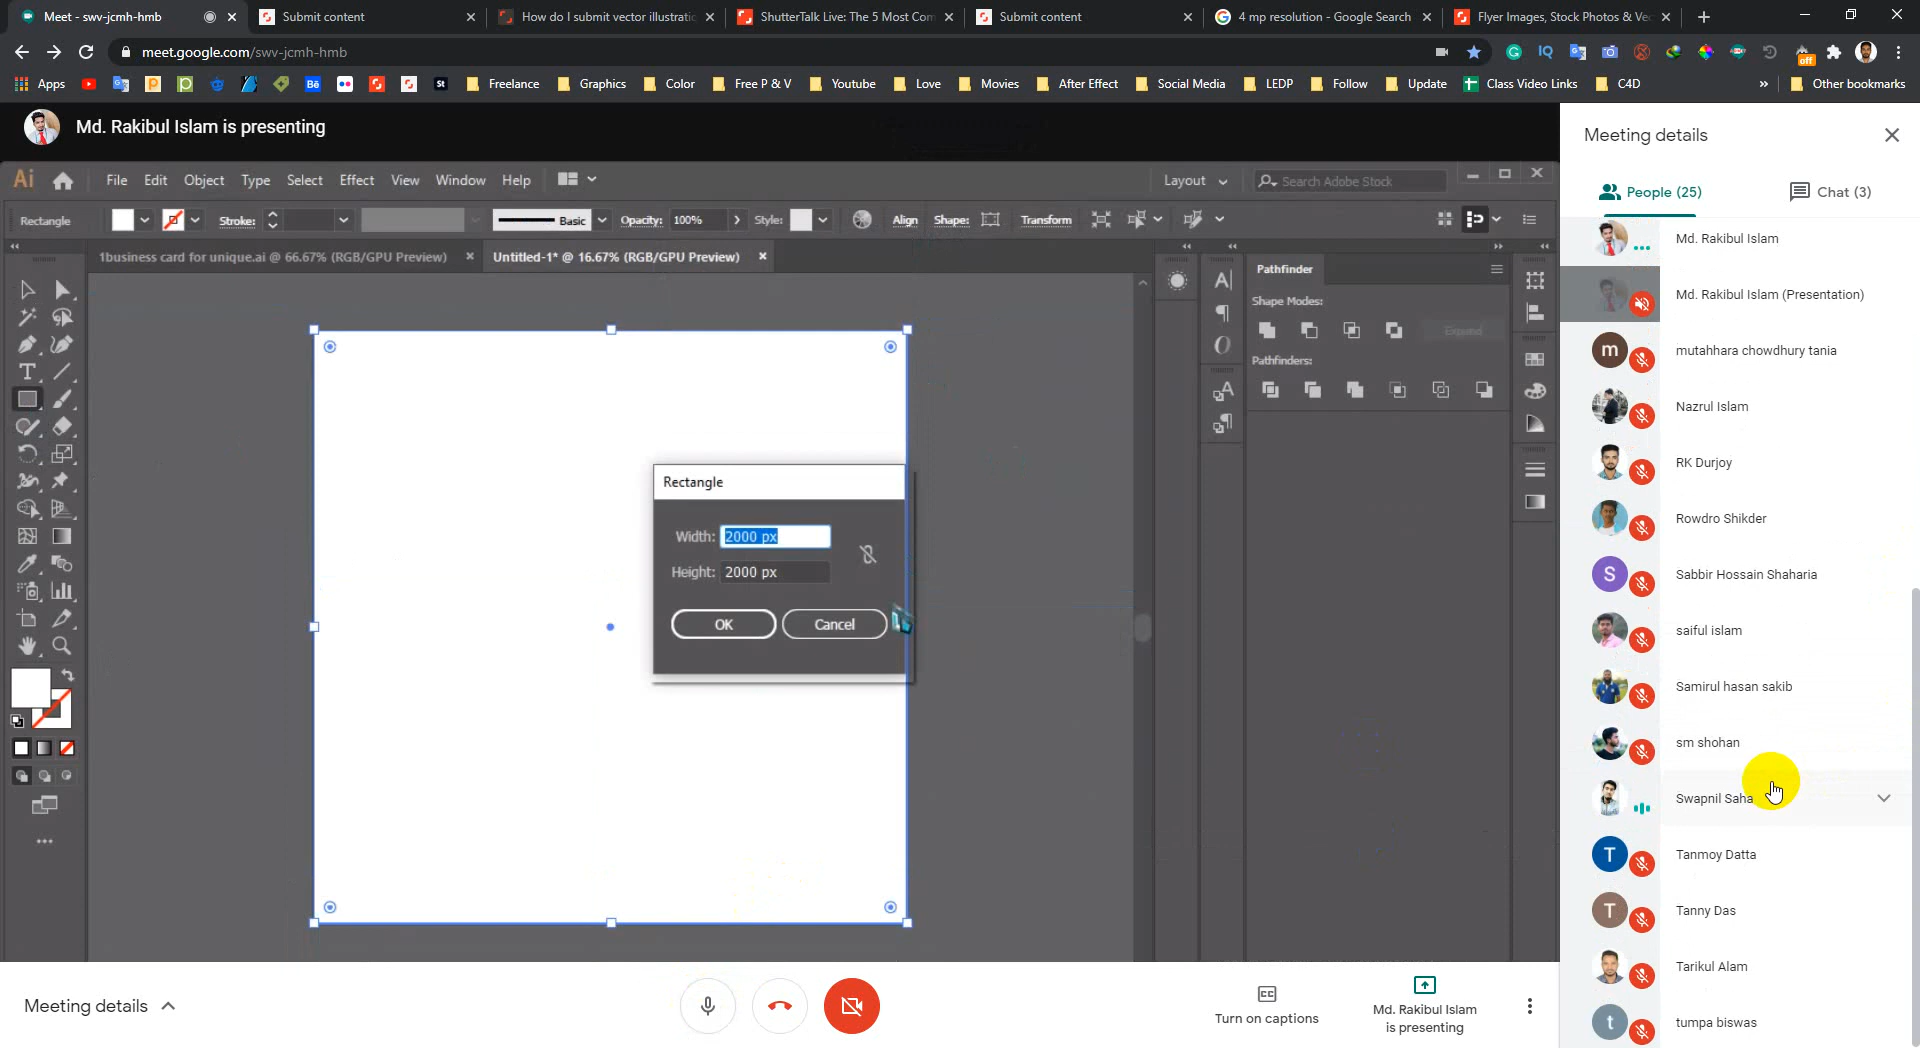 Meet - swv-jcmh-hmb
Submit content
How do I submit vector illustratio
ShutterTalk Live: The 5 Most Com
Submit content
4 mp resolution - Google Search
Flyer Images, Stock Photos & Vec
meet.google.com/swv-jcmh-hmb
IQ
off
Apps
Bē
St
Freelance
Graphics
Color
Free P & V
Youtube
Love
Movies
After Effect
Social Media
LEDP
Follow
Update
Class Video Links
C4D
Other bookmarks
Md. Rakibul Islam is presenting
Ai
File Edit Object Type Select Effect View Window Help
Layout
Search Adobe Stock
Rectangle
Stroke:
Basic
Opacity: 100%
Style:
Align
Shape:
Transform
1business card for unique.ai @ 66.67% (RGB/GPU Preview)
Untitled-1* @ 16.67% (RGB/GPU Preview)
Pathfinder
Shape Modes:
Expand
Pathfinders:
Rectangle
Width: 2000 px
Height: 2000 px
OK
Cancel
Meeting details
People (25)
Chat (3)
Md. Rakibul Islam
Md. Rakibul Islam (Presentation)
m
mutahhara chowdhury tania
Nazrul Islam
RK Durjoy
Rowdro Shikder
S
Sabbir Hossain Shaharia
saiful islam
Samirul hasan sakib
sm shohan
Swapnil Saha
T
Tanmoy Datta
T
Tanny Das
Tarikul Alam
t
tumpa biswas
Meeting details
Turn on captions
Md. Rakibul Islam
is presenting